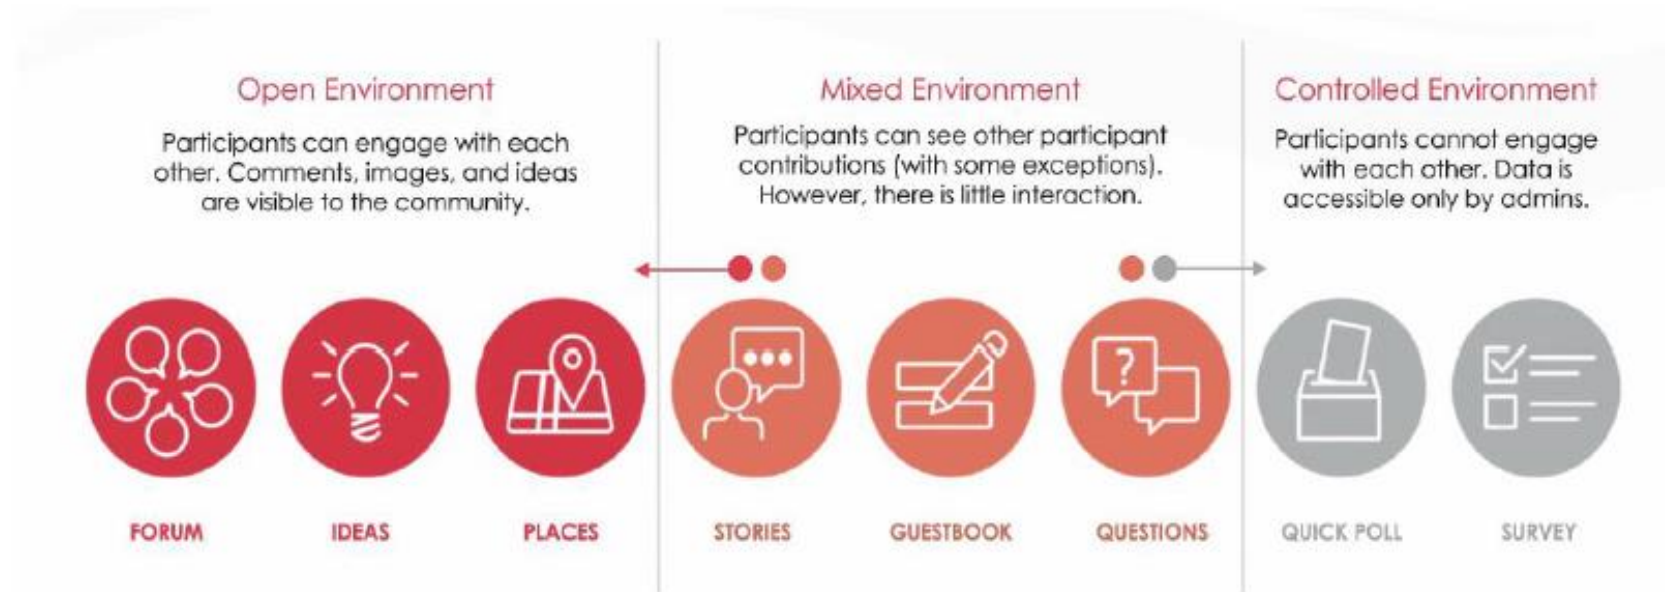 Open Environment
Participants can engage with each
other. Comments, images, and ideas
are visible to the community.
Mixed Environment
Participants can see other participant
contributions (with some exceptions).
However, there is little interaction.
Controlled Environment
Participants cannot engage
with each other. Data is
accessible only by admins.
?
FORUM
IDEAS
PLACES
STORIES
GUESTBOOK
QUESTIONS
QUICK POLL
SURVEY